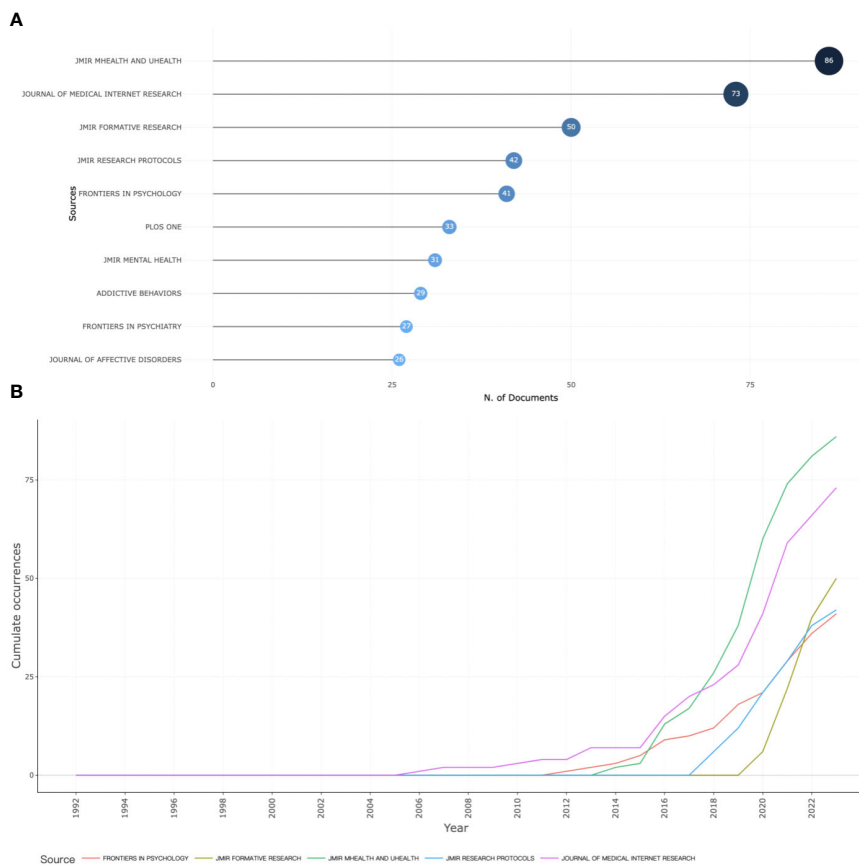 A
JMIR MHEALTH AND UHEALTH 86
JOURNAL OF MEDICAL INTERNET RESEARCH 73
JMIR FORMATIVE RESEARCH 50
JMIR RESEARCH PROTOCOLS 42
FRONTIERS IN PSYCHOLOGY 41
Sources
PLOS ONE 33
JMIR MENTAL HEALTH 31
ADDICTIVE BEHAVIORS 29
FRONTIERS IN PSYCHIATRY 27
JOURNAL OF AFFECTIVE DISORDERS 26
0 25 50 75
N. of Documents
B
Cumulate occurrences
75
50
25
0
1992 1994 1996 1998 2000 2002 2004 2006 2008 2010 2012 2014 2016 2018 2020 2022
Year
Source FRONTIERS IN PSYCHOLOGY JMIR FORMATIVE RESEARCH JMIR MHEALTH AND UHEALTH JMIR RESEARCH PROTOCOLS JOURNAL OF MEDICAL INTERNET RESEARCH